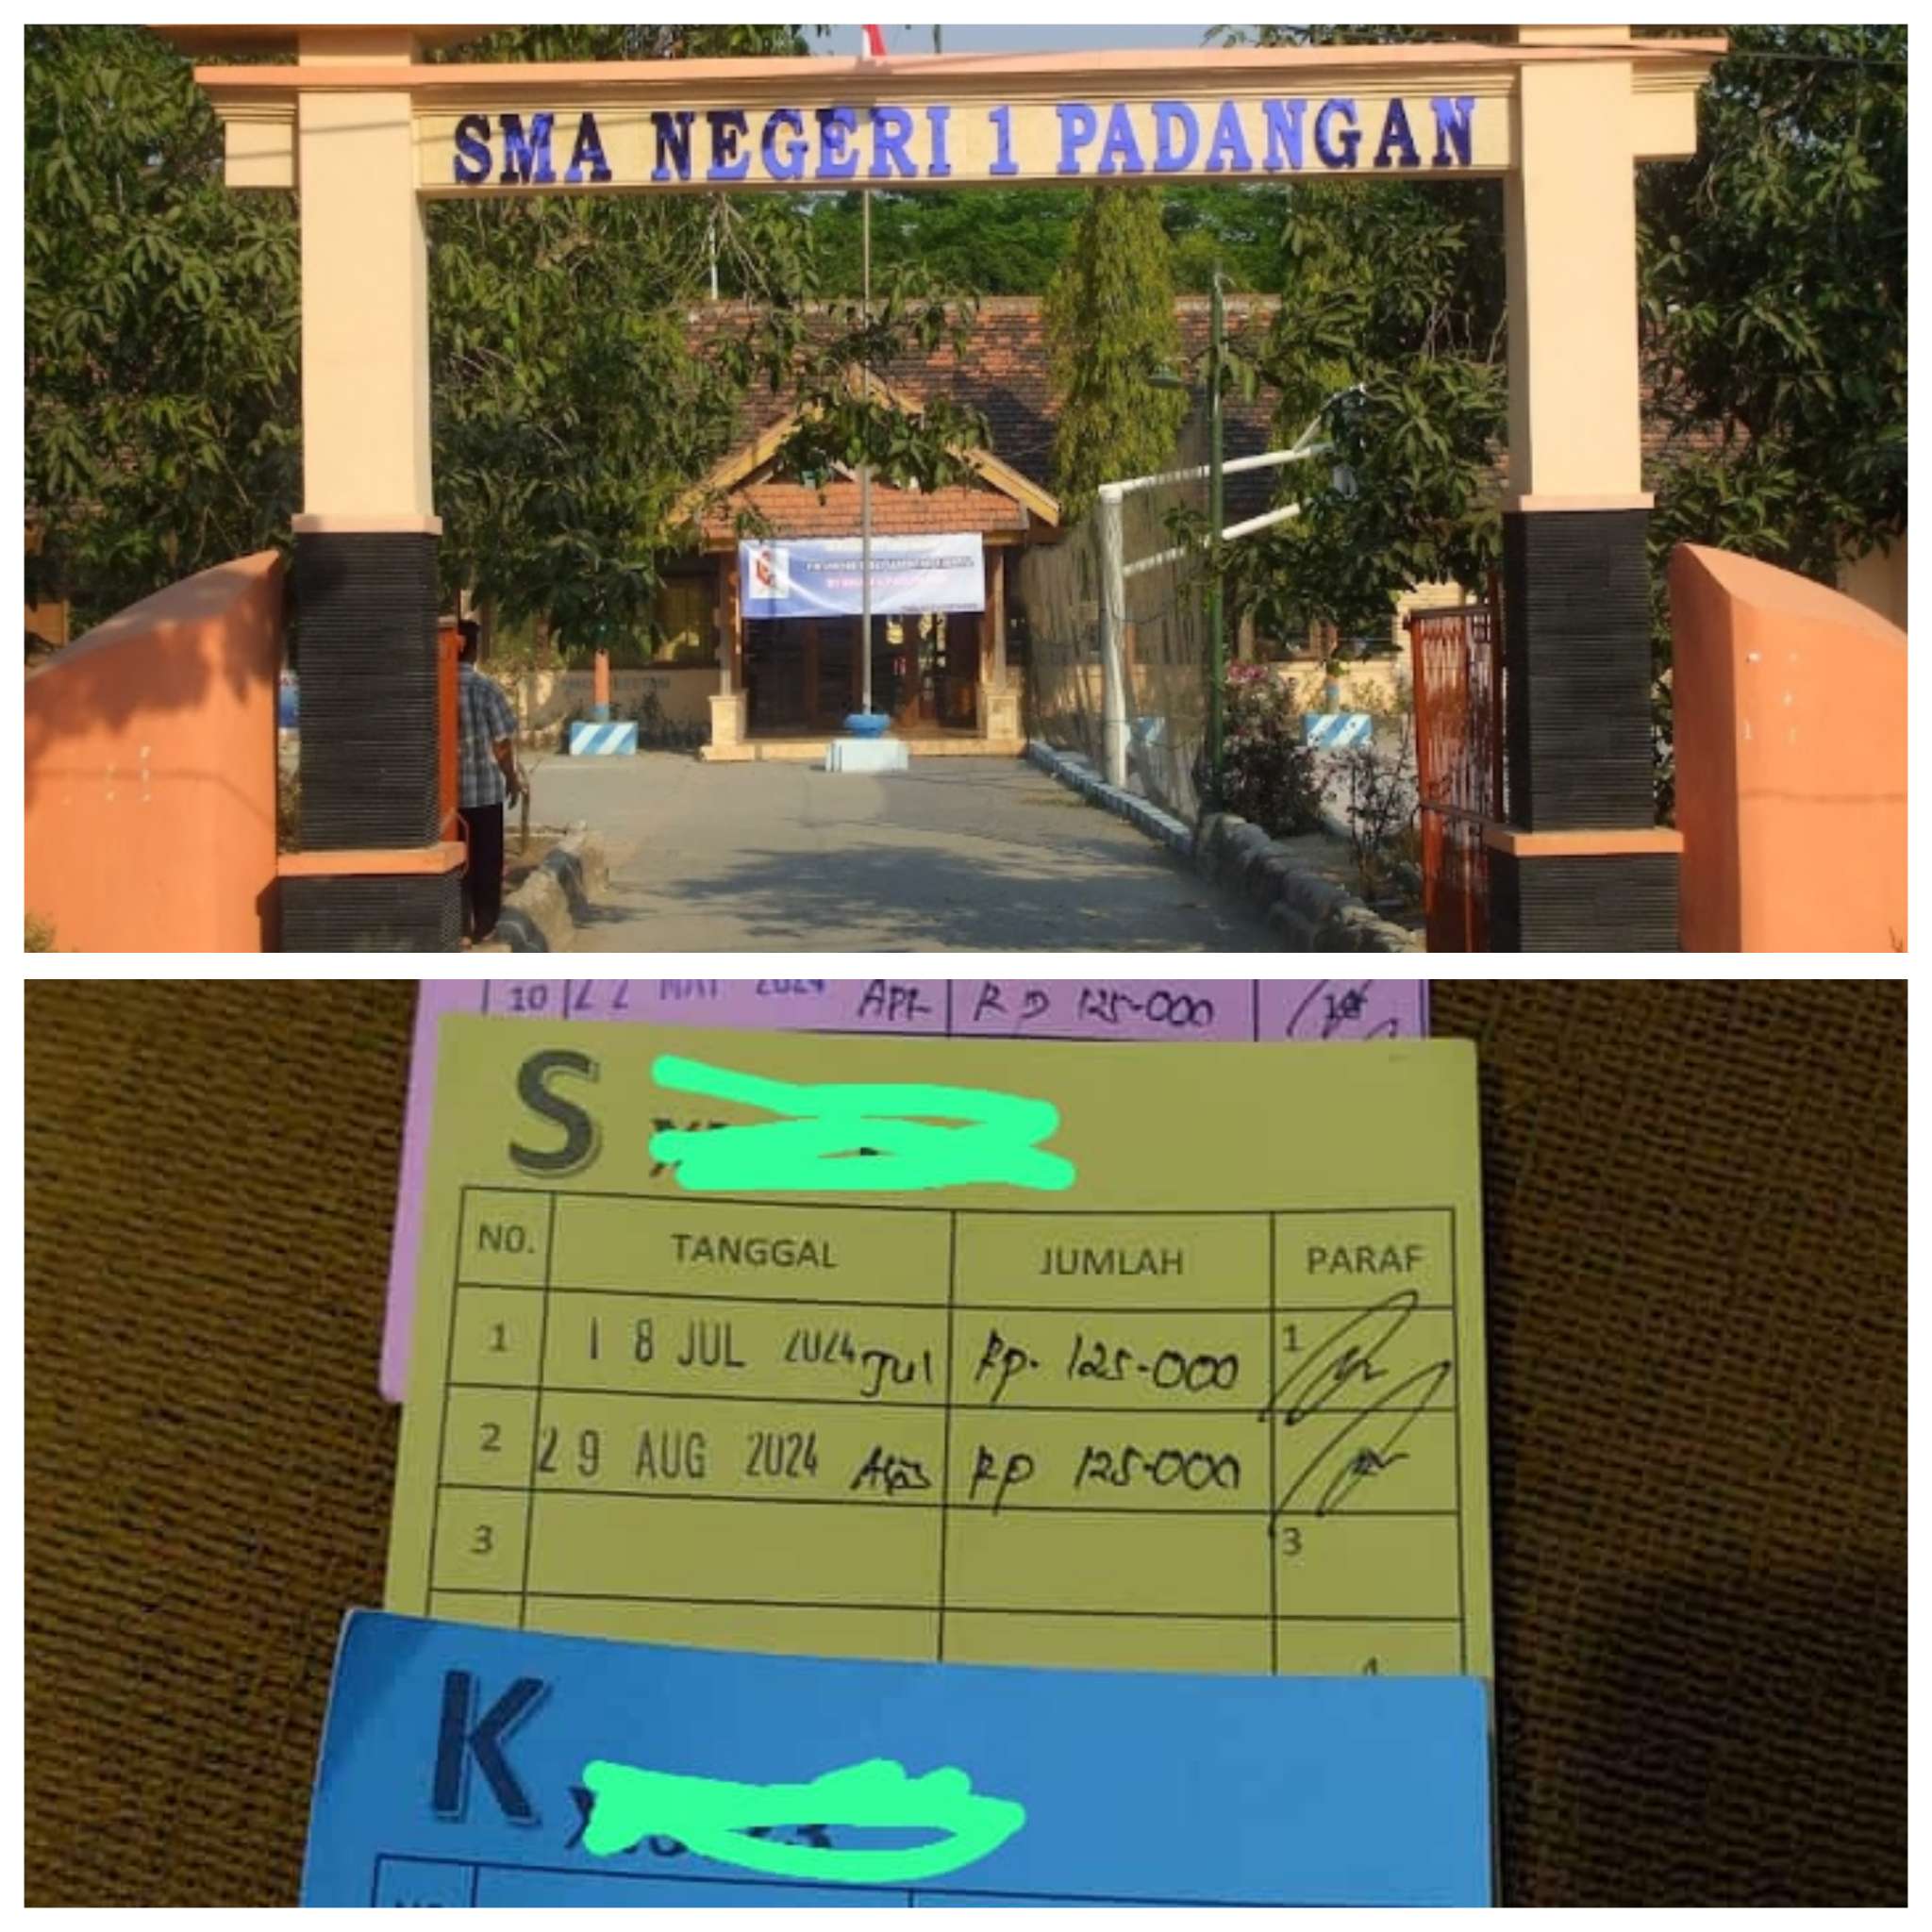 SMA NEGERI 1 PADANGAN
10 22 MAY 2024 APR RP 125-000 10
S
NO. TANGGAL JUMLAH PARAF
1 18 JUL 2024 Jul Rp. 125-000 1
2 29 AUG 2024 Ags RP 125-000
3 3
K